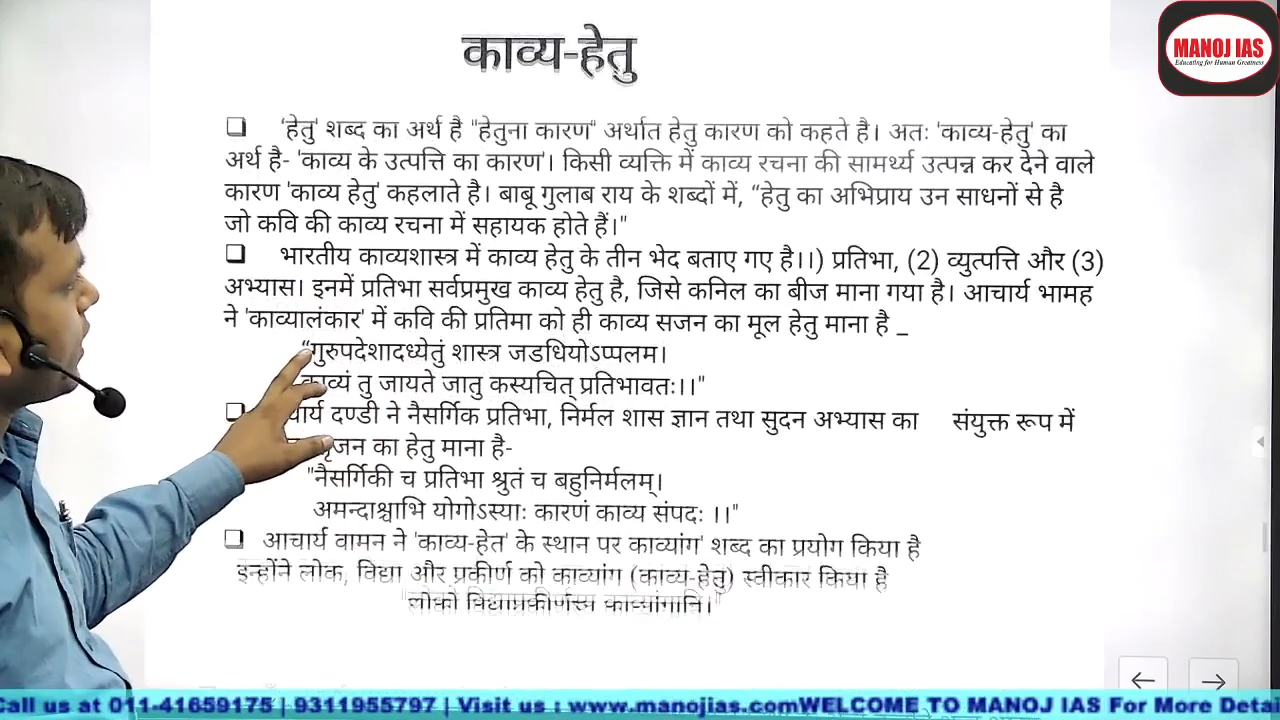 काव्य-हेतु
MANOJ IAS
Educating for Human Greatness
❑ 'हेतु' शब्द का अर्थ है "हेतुना कारण" अर्थात हेतु कारण को कहते है। अतः 'काव्य-हेतु' का
अर्थ है- 'काव्य के उत्पत्ति का कारण'। किसी व्यक्ति में काव्य रचना की सामर्थ्य उत्पन्न कर देने वाले
कारण 'काव्य हेतु' कहलाते है। बाबू गुलाब राय के शब्दों में, "हेतु का अभिप्राय उन साधनों से है
जो कवि की काव्य रचना में सहायक होते हैं।"
❑ भारतीय काव्यशास्त्र में काव्य हेतु के तीन भेद बताए गए है।।) प्रतिभा, (2) व्युत्पत्ति और (3)
अभ्यास। इनमें प्रतिभा सर्वप्रमुख काव्य हेतु है, जिसे कनिल का बीज माना गया है। आचार्य भामह
ने 'काव्यालंकार' में कवि की प्रतिमा को ही काव्य सजन का मूल हेतु माना है _
"गुरुपदेशादध्येतुं शास्त्र जडधियोऽप्पलम।
काव्यं तु जायते जातु कस्यचित् प्रतिभावतः।।"
❑ दण्डी ने नैसर्गिक प्रतिभा, निर्मल शास ज्ञान तथा सुदन अभ्यास का संयुक्त रूप में
का हेतु माना है-
"नैसर्गिकी च प्रतिभा श्रुतं च बहुनिर्मलम्।
अमन्दाश्चाभि योगोऽस्याः कारणं काव्य संपदः ।।"
❑ आचार्य वामन ने 'काव्य-हेत' के स्थान पर काव्यांग' शब्द का प्रयोग किया है
इन्होंने लोक, विद्या और प्रकीर्ण को काव्यांग (काव्य-हेतु) स्वीकार किया है
"लोको विद्याप्रकीर्णस्य काव्यांगानि।"
Call us at 011-41659175 | 9311955797 | Visit us : www.manojias.comWELCOME TO MANOJ IAS For More Detai